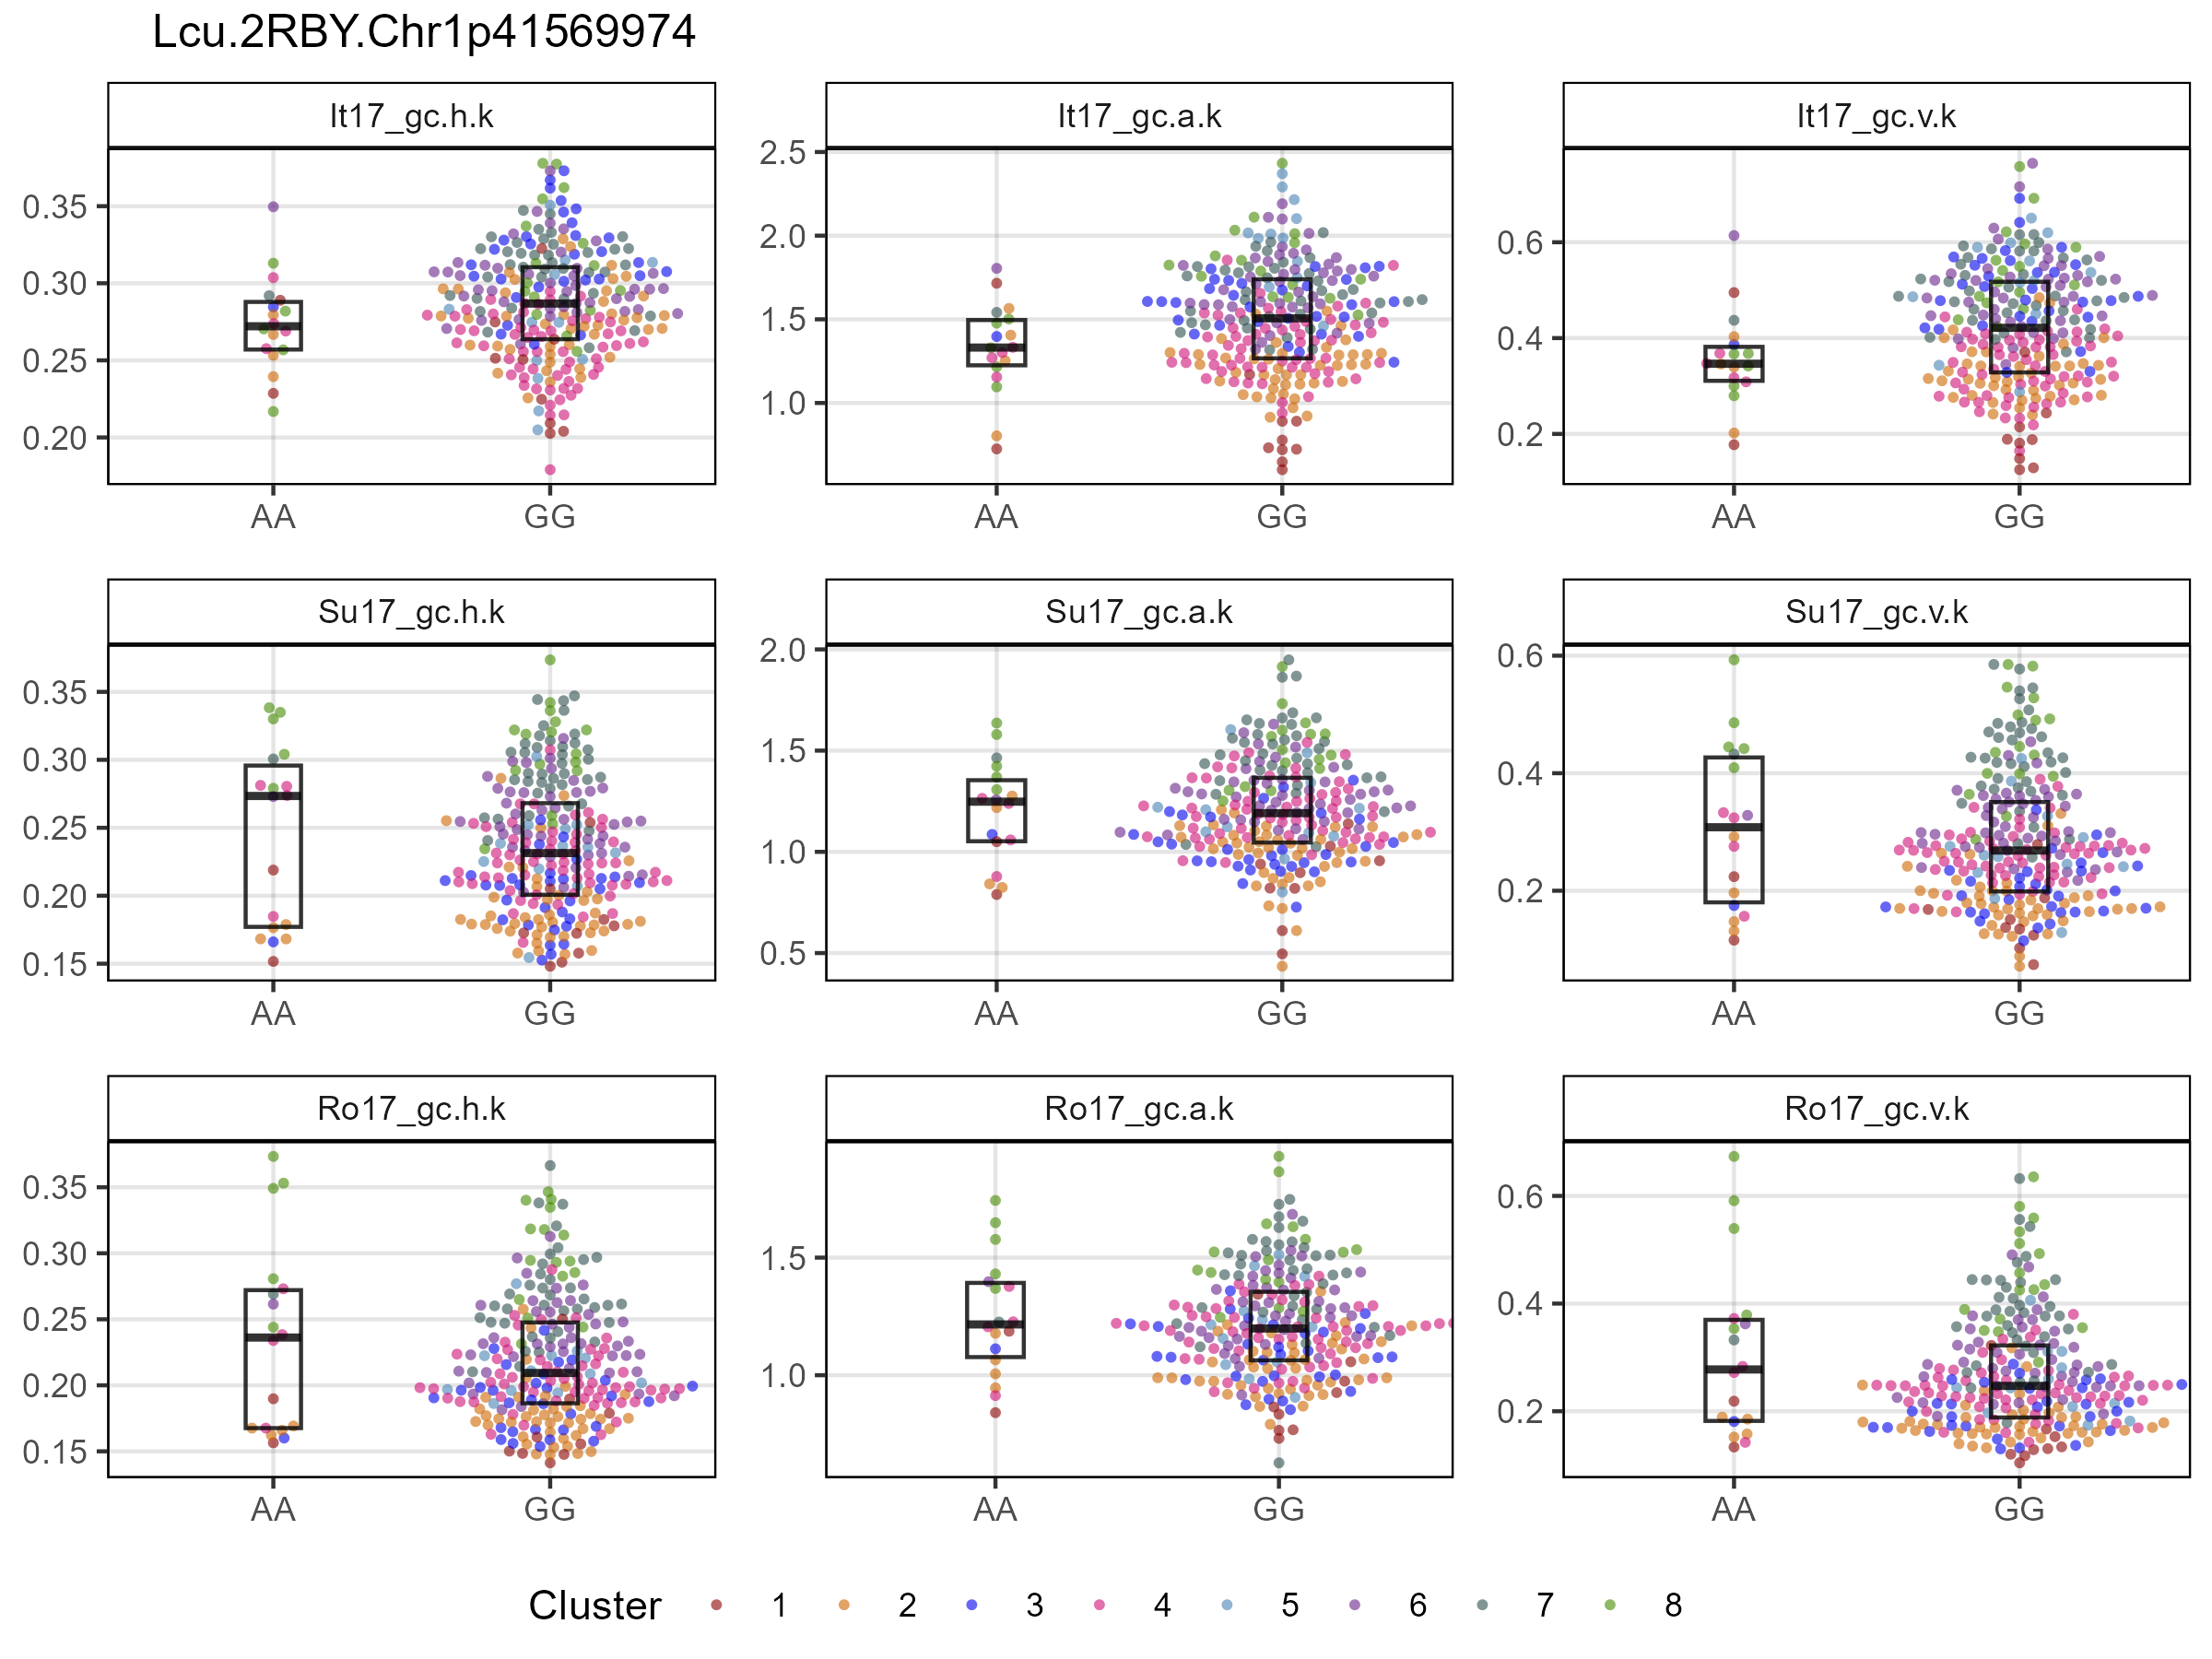 Lcu.2RBY.Chr1p41569974
It17_gc.h.k
It17_gc.a.k
It17_gc.v.k
0.35
0.30
0.25
0.20
AA GG
2.5
2.0
1.5
1.0
AA GG
0.6
0.4
0.2
AA GG
Su17_gc.h.k
Su17_gc.a.k
Su17_gc.v.k
0.35
0.30
0.25
0.20
0.15
AA GG
2.0
1.5
1.0
0.5
AA GG
0.6
0.4
0.2
AA GG
Ro17_gc.h.k
Ro17_gc.a.k
Ro17_gc.v.k
0.35
0.30
0.25
0.20
0.15
AA GG
1.5
1.0
AA GG
0.6
0.4
0.2
AA GG
Cluster 1 2 3 4 5 6 7 8